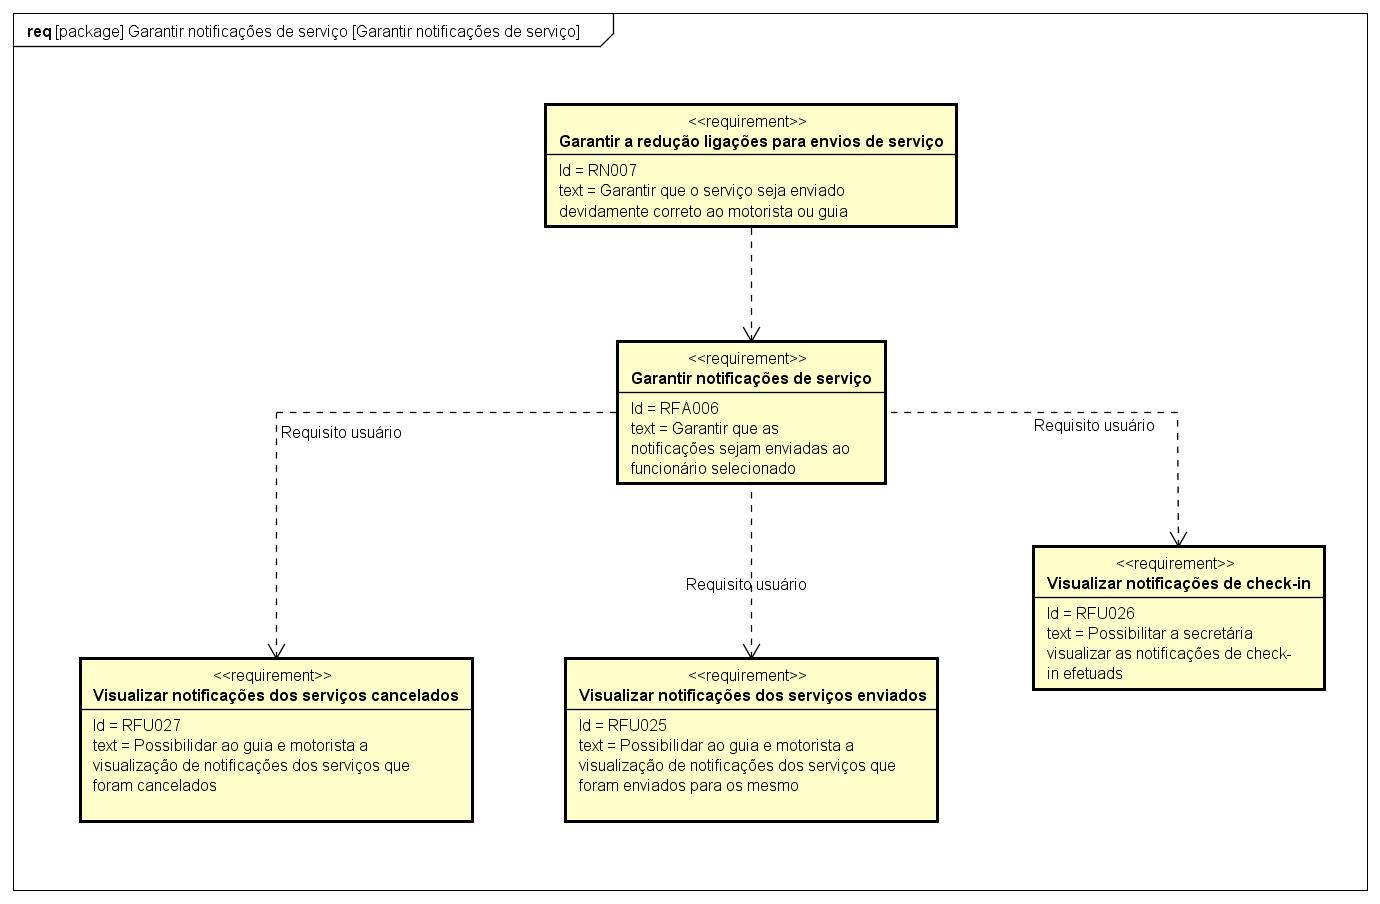 req [package] Garantir notificações de serviço [Garantir notificações de serviço]
<<requirement>>
Garantir a redução ligações para envios de serviço
Id = RN007
text = Garantir que o serviço seja enviado
devidamente correto ao motorista ou guia
<<requirement>>
Garantir notificações de serviço
Id = RFA006
text = Garantir que as
notificações sejam enviadas ao
funcionário selecionado
Requisito usuário
Requisito usuário
Requisito usuário
<<requirement>>
Visualizar notificações de check-in
Id = RFU026
text = Possibilitar a secretária
visualizar as notificações de check-
in efetuads
<<requirement>>
Visualizar notificações dos serviços cancelados
Id = RFU027
text = Possibilidar ao guia e motorista a
visualização de notificações dos serviços que
foram cancelados
<<requirement>>
Visualizar notificações dos serviços enviados
Id = RFU025
text = Possibilidar ao guia e motorista a
visualização de notificações dos serviços que
foram enviados para os mesmo